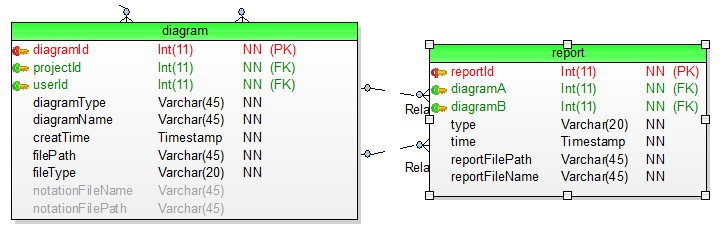 diagram
diagramId Int(11) NN (PK)
projectId Int(11) NN (FK)
userId Int(11) NN (FK)
diagramType Varchar(45) NN
diagramName Varchar(45) NN
creatTime Timestamp NN
filePath Varchar(45) NN
fileType Varchar(20) NN
notationFileName Varchar(45)
notationFilePath Varchar(45)
Rela
Rela
report
reportId Int(11) NN (PK)
diagramA Int(11) NN (FK)
diagramB Int(11) NN (FK)
type Varchar(20) NN
time Timestamp NN
reportFilePath Varchar(45) NN
reportFileName Varchar(45) NN